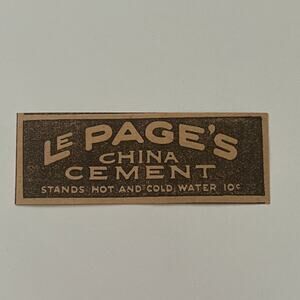 LE PAGE'S
CHINA
CEMENT
STANDS HOT AND COLD WATER 10¢